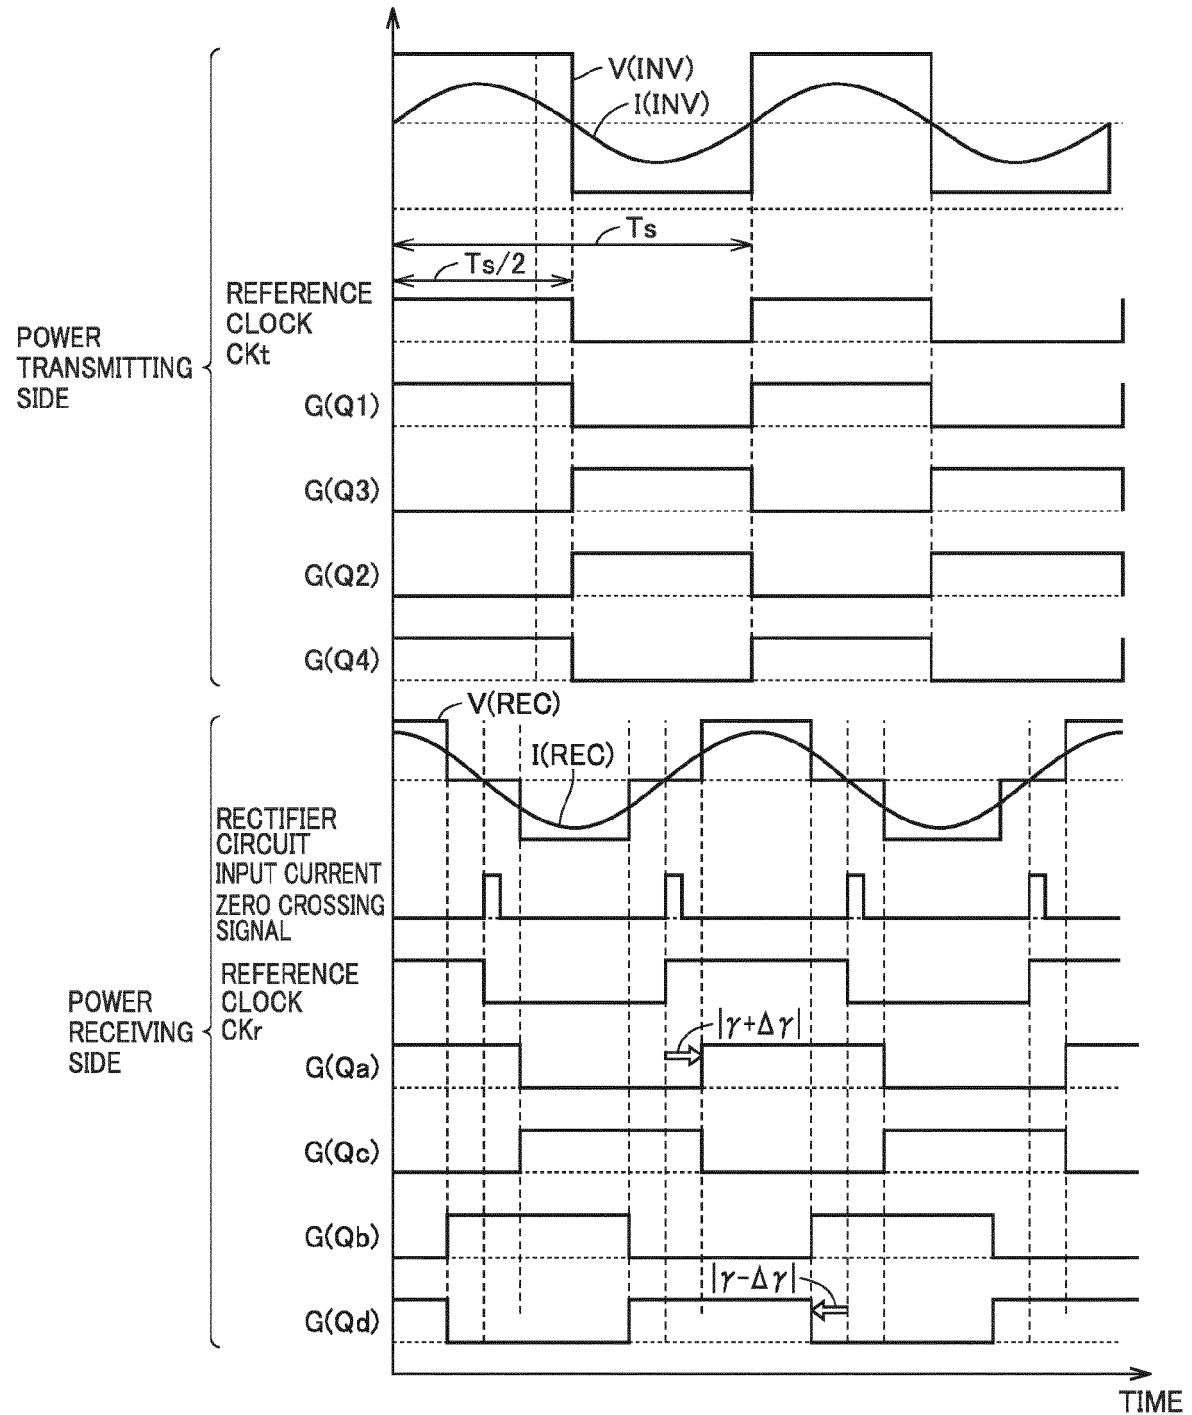 V(INV)
I(INV)
Ts
Ts/2
POWER
TRANSMITTING
SIDE
REFERENCE
CLOCK
CKt
G(Q1)
G(Q3)
G(Q2)
G(Q4)
V(REC)
I(REC)
RECTIFIER
CIRCUIT
INPUT CURRENT
ZERO CROSSING
SIGNAL
POWER
RECEIVING
SIDE
REFERENCE
CLOCK
CKr
|γ+Δγ|
G(Qa)
G(Qc)
G(Qb)
|γ-Δγ|
G(Qd)
TIME